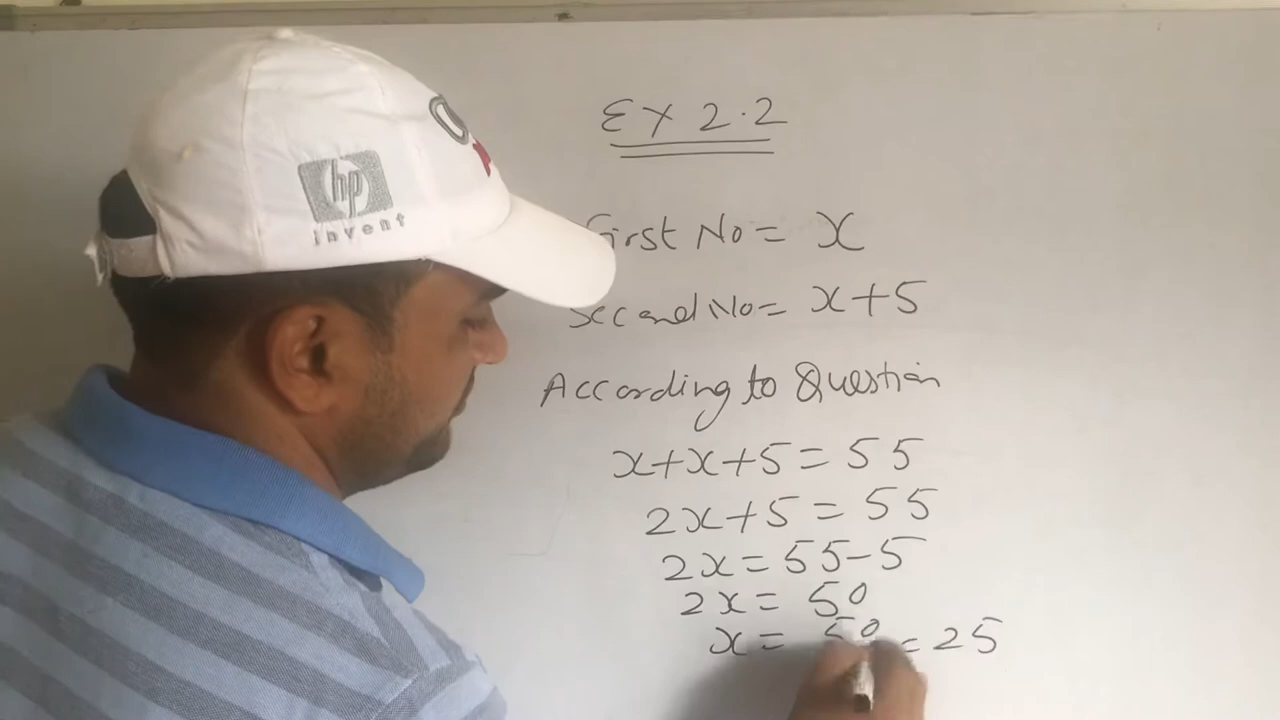 hp
invent
EX 2.2
First No = x
Second No = x+5
According to Question
x+x+5 = 55
2x+5 = 55
2x = 55-5
2x = 50
x = 50 = 25